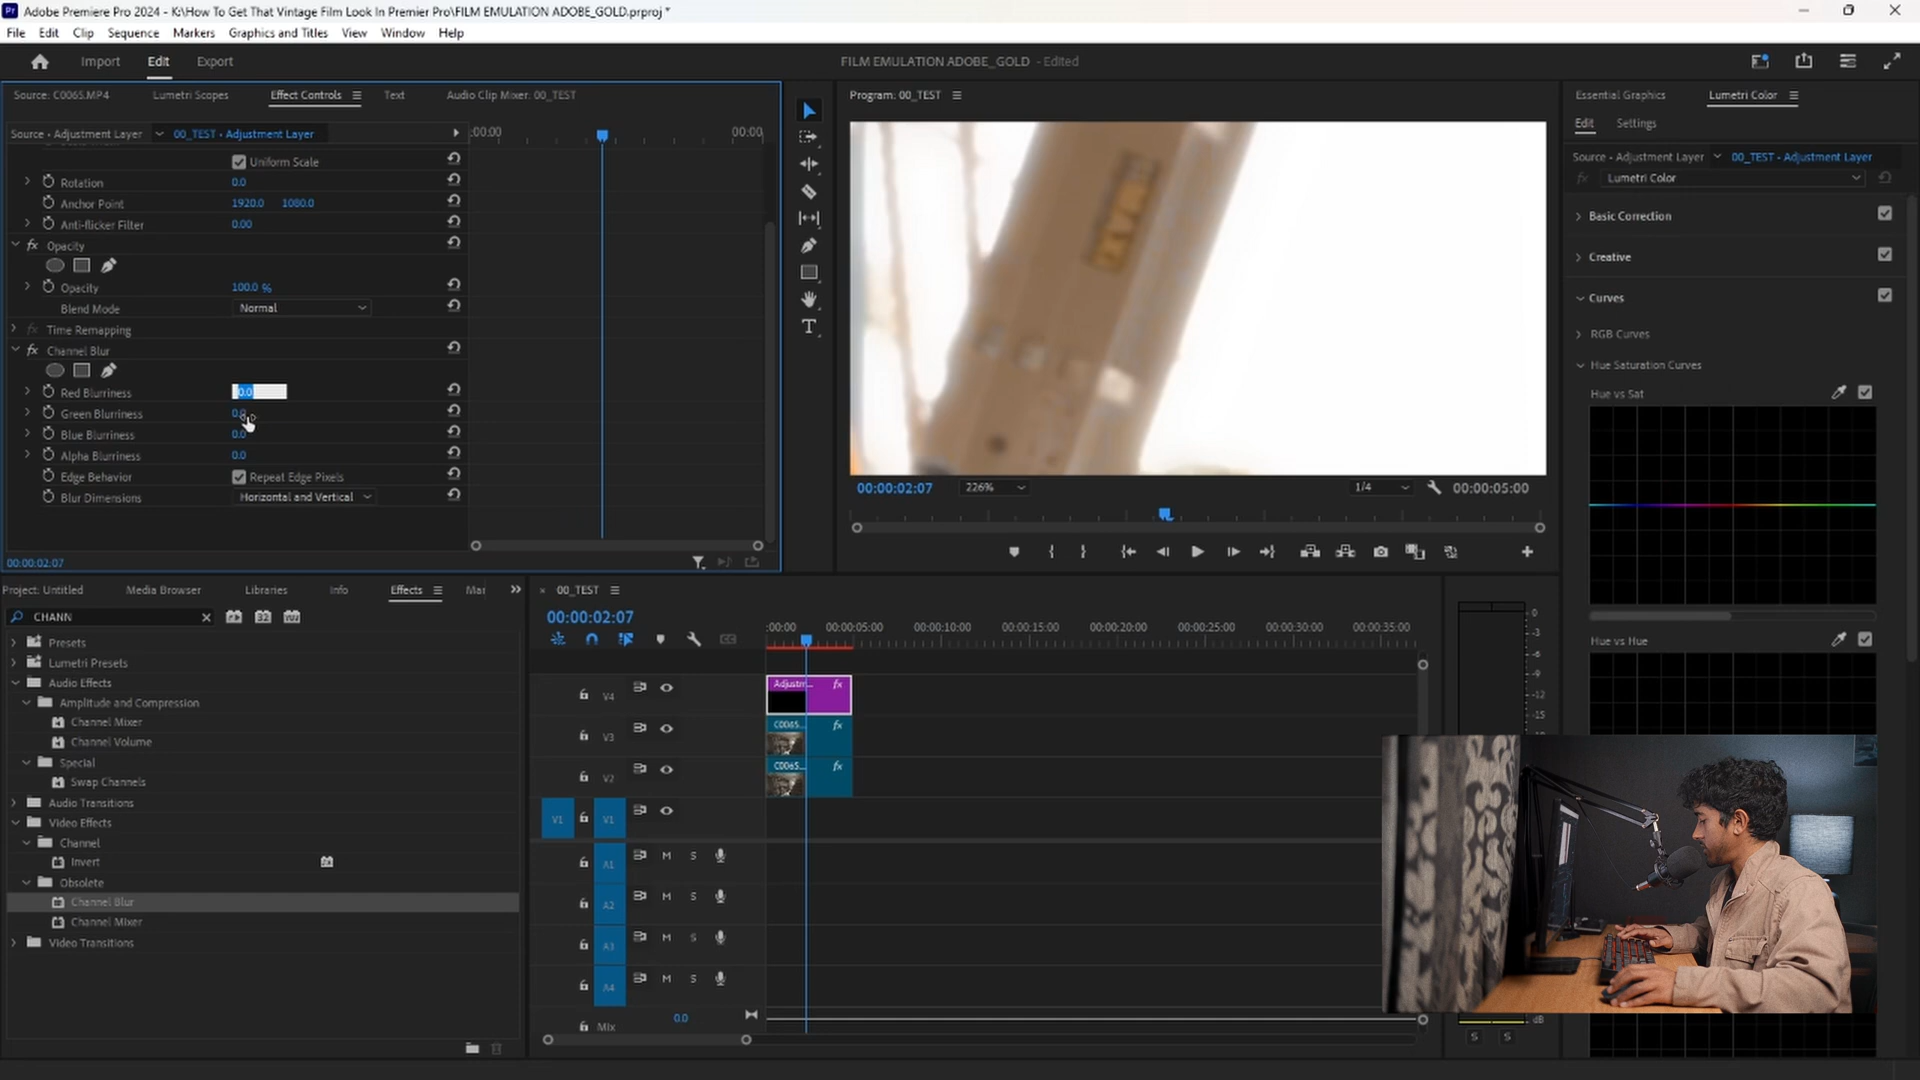 Adobe Premiere Pro 2024 - K:\How To Get That Vintage Film Look In Premier Pro\FILM EMULATION ADOBE_GOLD.prproj *
File Edit Clip Sequence Markers Graphics and Titles View Window Help
Import Edit Export
FILM EMULATION ADOBE_GOLD - Edited
Source: C0065.MP4 Lumetri Scopes Effect Controls Text Audio Clip Mixer: 00_TEST
Source - Adjustment Layer 00_TEST - Adjustment Layer
:00:00 00:00
Uniform Scale
Rotation 0.0
Anchor Point 1920.0 1080.0
Anti-flicker Filter 0.00
fx Opacity
Opacity 100.0 %
Blend Mode Normal
fx Time Remapping
fx Channel Blur
Red Blurriness 0.0
Green Blurriness 0.0
Blue Blurriness 0.0
Alpha Blurriness 0.0
Edge Behavior Repeat Edge Pixels
Blur Dimensions Horizontal and Vertical
00:00:02:07
Program: 00_TEST
00:00:02:07 226% 1/4 00:00:05:00
Essential Graphics Lumetri Color
Edit Settings
Source - Adjustment Layer 00_TEST - Adjustment Layer
fx Lumetri Color
Basic Correction
Creative
Curves
RGB Curves
Hue Saturation Curves
Hue vs Sat
Hue vs Hue
Project: Untitled Media Browser Libraries Info Effects Mar
CHANN
Presets
Lumetri Presets
Audio Effects
Amplitude and Compression
Channel Mixer
Channel Volume
Special
Swap Channels
Audio Transitions
Video Effects
Channel
Invert
Obsolete
Channel Blur
Channel Mixer
Video Transitions
00_TEST
00:00:02:07
:00:00 00:00:05:00 00:00:10:00 00:00:15:00 00:00:20:00 00:00:25:00 00:00:30:00 00:00:35:00
V4 Adjustm... fx
V3 C0065... fx
V2 C0065... fx
V1 V1
A1 M S
A2 M S
A3 M S
A4 M S
Mix 0.0
0
-3
-6
-9
-12
-15
dB
S S